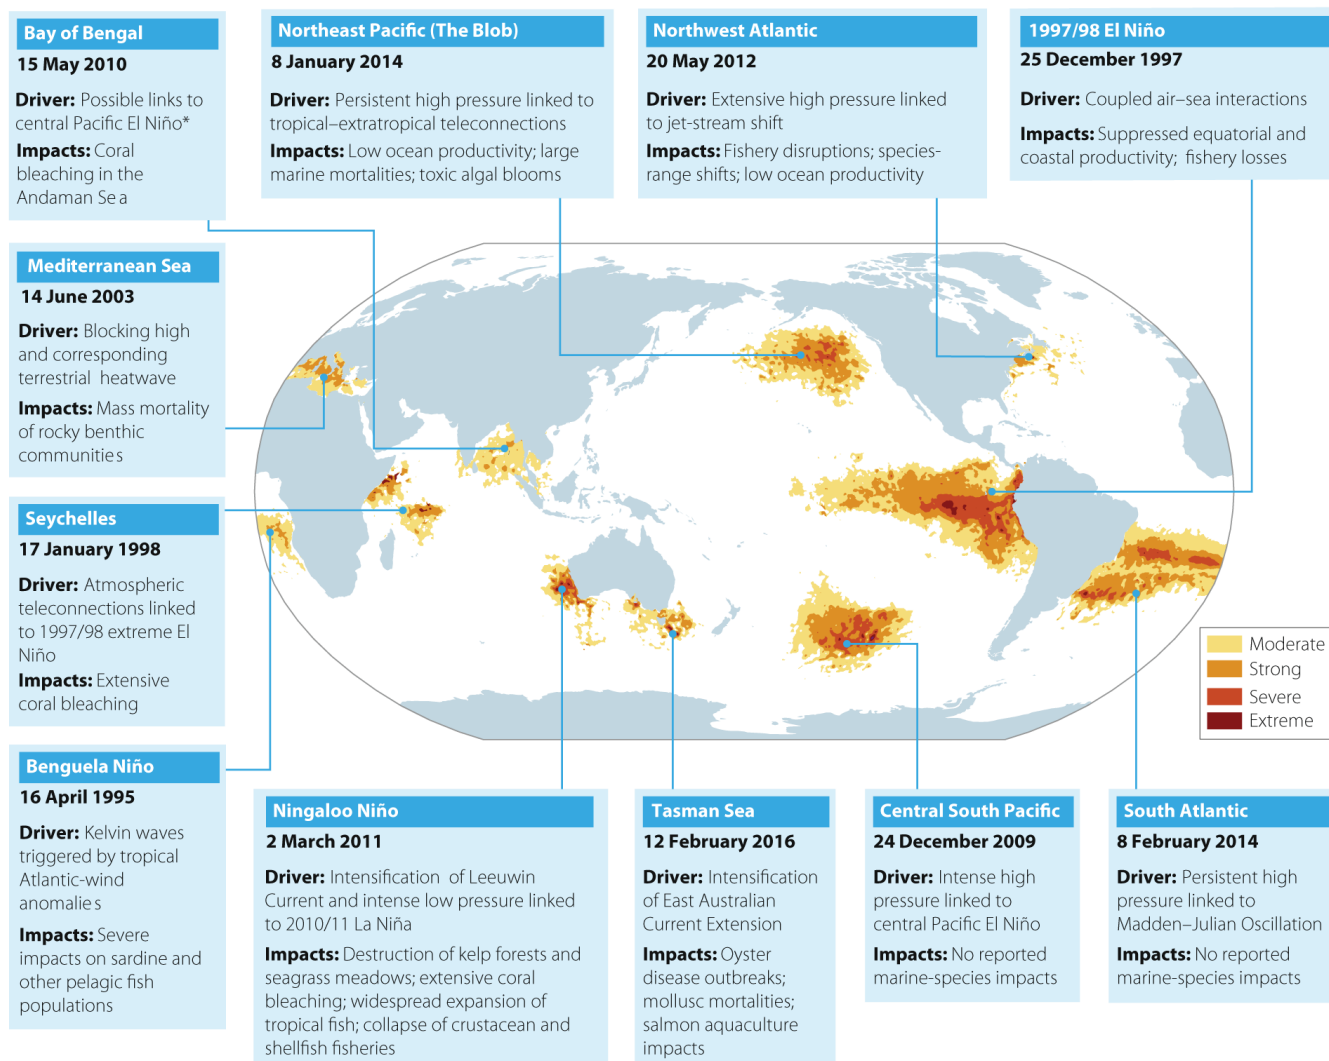 Bay of Bengal
15 May 2010
Driver: Possible links to
central Pacific El Niño*
Impacts: Coral
bleaching in the
Andaman Sea
Northeast Pacific (The Blob)
8 January 2014
Driver: Persistent high pressure linked to
tropical–extratropical teleconnections
Impacts: Low ocean productivity; large
marine mortalities; toxic algal blooms
Northwest Atlantic
20 May 2012
Driver: Extensive high pressure linked
to jet-stream shift
Impacts: Fishery disruptions; species-
range shifts; low ocean productivity
1997/98 El Niño
25 December 1997
Driver: Coupled air–sea interactions
Impacts: Suppressed equatorial and
coastal productivity; fishery losses
Mediterranean Sea
14 June 2003
Driver: Blocking high
and corresponding
terrestrial heatwave
Impacts: Mass mortality
of rocky benthic
communities
Seychelles
17 January 1998
Driver: Atmospheric
teleconnections linked
to 1997/98 extreme El
Niño
Impacts: Extensive
coral bleaching
Moderate
Strong
Severe
Extreme
Benguela Niño
16 April 1995
Driver: Kelvin waves
triggered by tropical
Atlantic-wind
anomalies
Impacts: Severe
impacts on sardine and
other pelagic fish
populations
Ningaloo Niño
2 March 2011
Driver: Intensification of Leeuwin
Current and intense low pressure linked
to 2010/11 La Niña
Impacts: Destruction of kelp forests and
seagrass meadows; extensive coral
bleaching; widespread expansion of
tropical fish; collapse of crustacean and
shellfish fisheries
Tasman Sea
12 February 2016
Driver: Intensification
of East Australian
Current Extension
Impacts: Oyster
disease outbreaks;
mollusc mortalities;
salmon aquaculture
impacts
Central South Pacific
24 December 2009
Driver: Intense high
pressure linked to
central Pacific El Niño
Impacts: No reported
marine-species impacts
South Atlantic
8 February 2014
Driver: Persistent high
pressure linked to
Madden–Julian Oscillation
Impacts: No reported
marine-species impacts